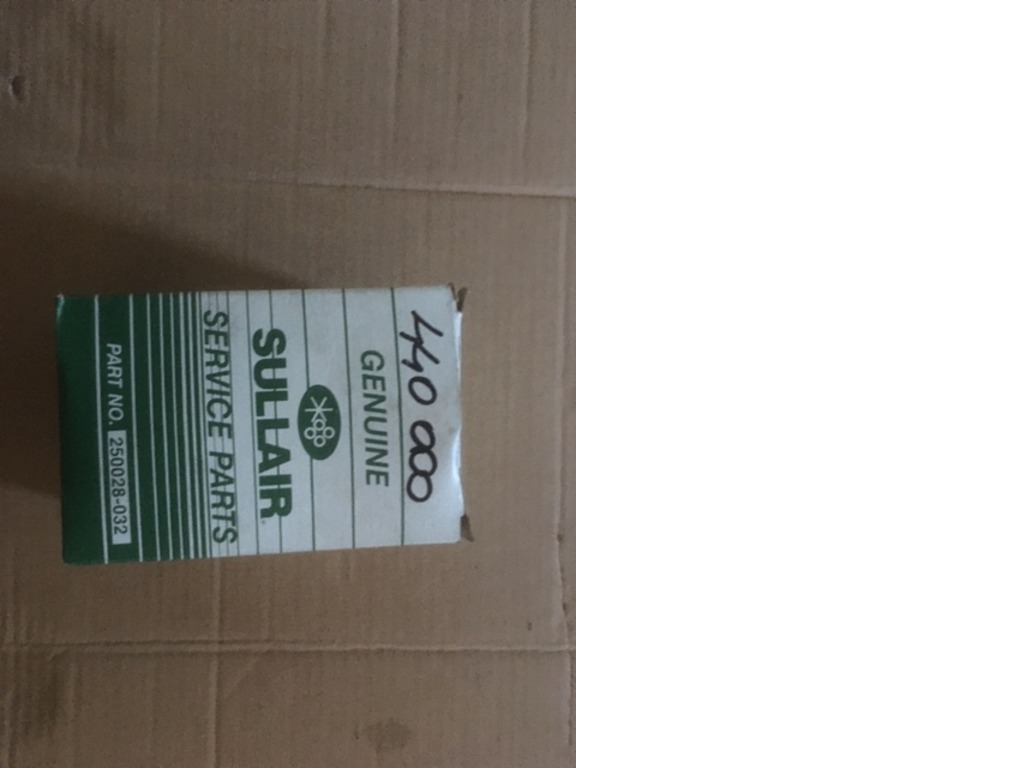 440 000
GENUINE
SULLAIR
SERVICE PARTS
PART NO. 250028-032